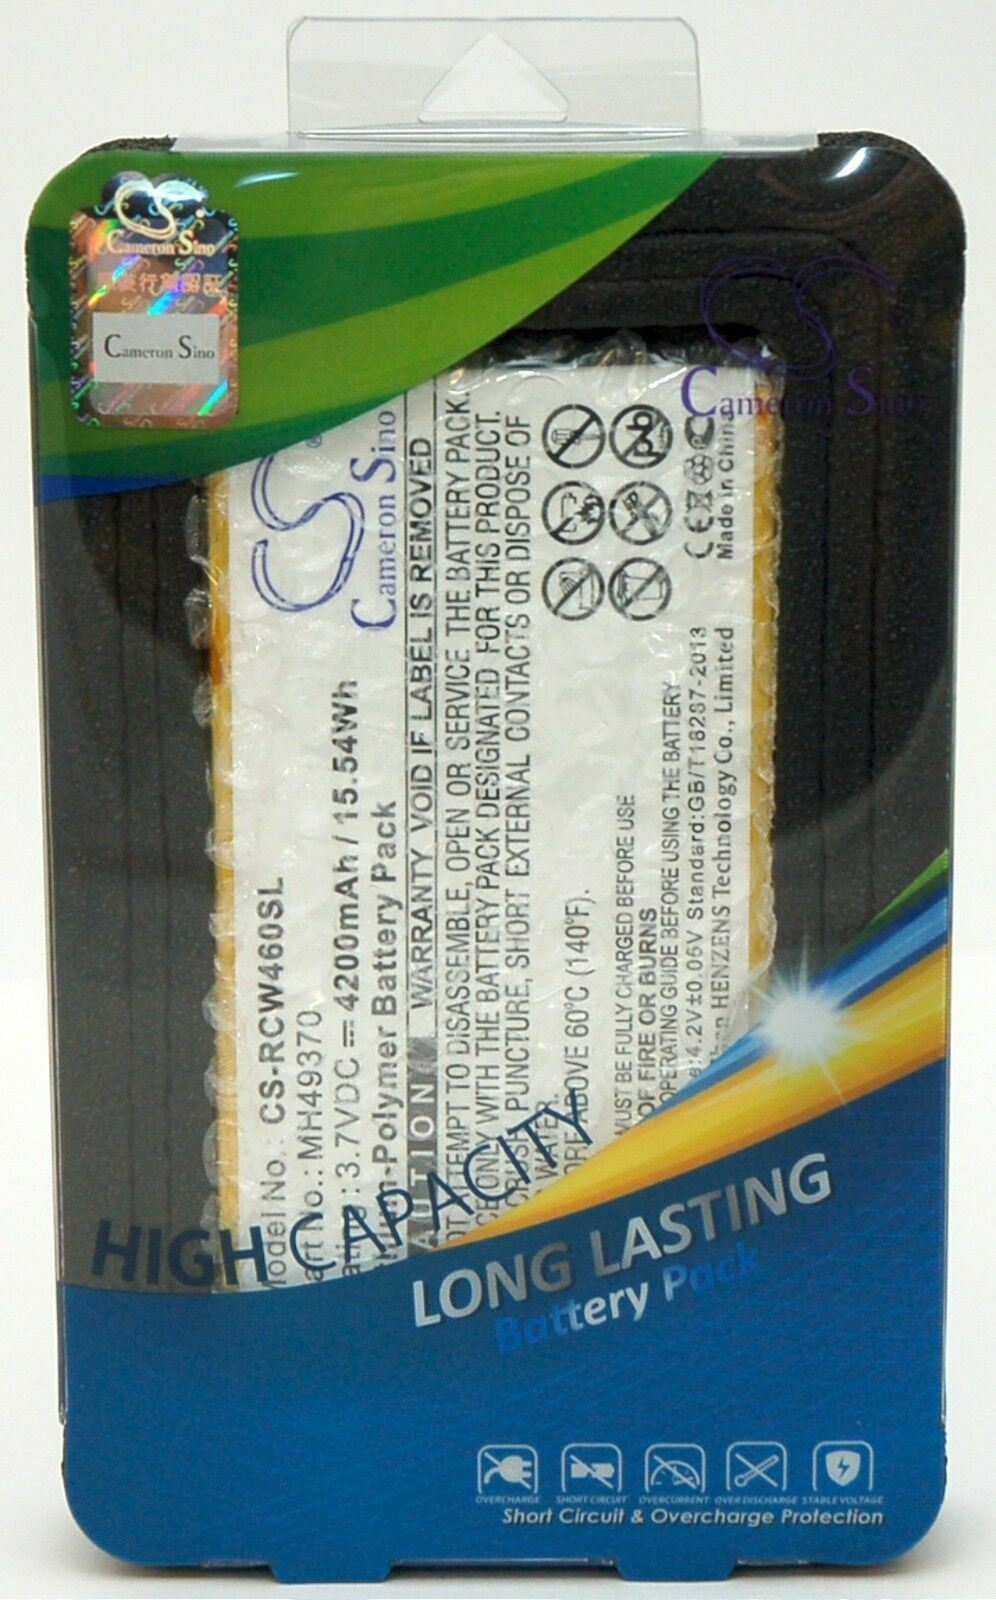 Cameron Sino
Cameron Sino
Cameron Sino
®
Cameron Sino
Model No.: CS-RCW460SL
Part No.: MH49370
3.7VDC 4200mAh / 15.54Wh
-Polymer Battery Pack
CAUTION WARRANTY VOID IF LABEL IS REMOVED
NOT ATTEMPT TO DISASSEMBLE, OPEN OR SERVICE THE BATTERY PACK.
ONLY WITH THE BATTERY PACK DESIGNATED FOR THIS PRODUCT.
CRUSH, PUNCTURE, SHORT EXTERNAL CONTACTS OR DISPOSE OF
WATER.
ABOVE 60°C (140°F).
MUST BE FULLY CHARGED BEFORE USE
OF FIRE OR BURNS
OPERATING GUIDE BEFORE USING THE BATTERY
e:4.2V±0.05V Standard:GB/T18287-2013
HENZENS Technology Co., Limited
Pb
CE
Made in China
HIGH CAPACITY
LONG LASTING
Battery Pack
OVERCHARGE SHORT CIRCUIT OVERCURRENT OVER DISCHARGE STABLE VOLTAGE
Short Circuit & Overcharge Protection